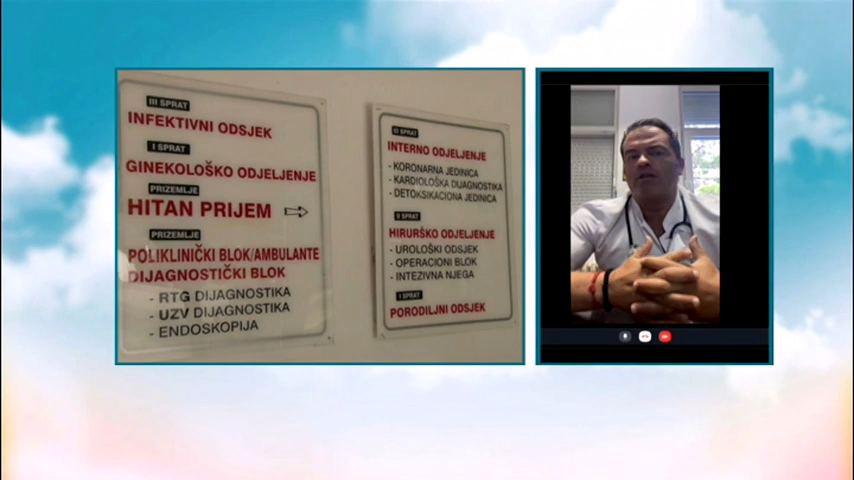 III SPRAT
INFEKTIVNI ODSJEK
I SPRAT
GINEKOLOŠKO ODJELJENJE
PRIZEMLJE
HITAN PRIJEM
PRIZEMLJE
POLIKLINIČKI BLOK/AMBULANTE
DIJAGNOSTIČKI BLOK
- RTG DIJAGNOSTIKA
- UZV DIJAGNOSTIKA
- ENDOSKOPIJA
III SPRAT
INTERNO ODJELJENJE
- KORONARNA JEDINICA
- KARDIOLOŠKA DIJAGNOSTIKA
- DETOKSIKACIONA JEDINICA
II SPRAT
HIRURŠKO ODJELJENJE
- UROLOŠKI ODSJEK
- OPERACIONI BLOK
- INTEZIVNA NJEGA
I SPRAT
PORODILJNI ODSJEK